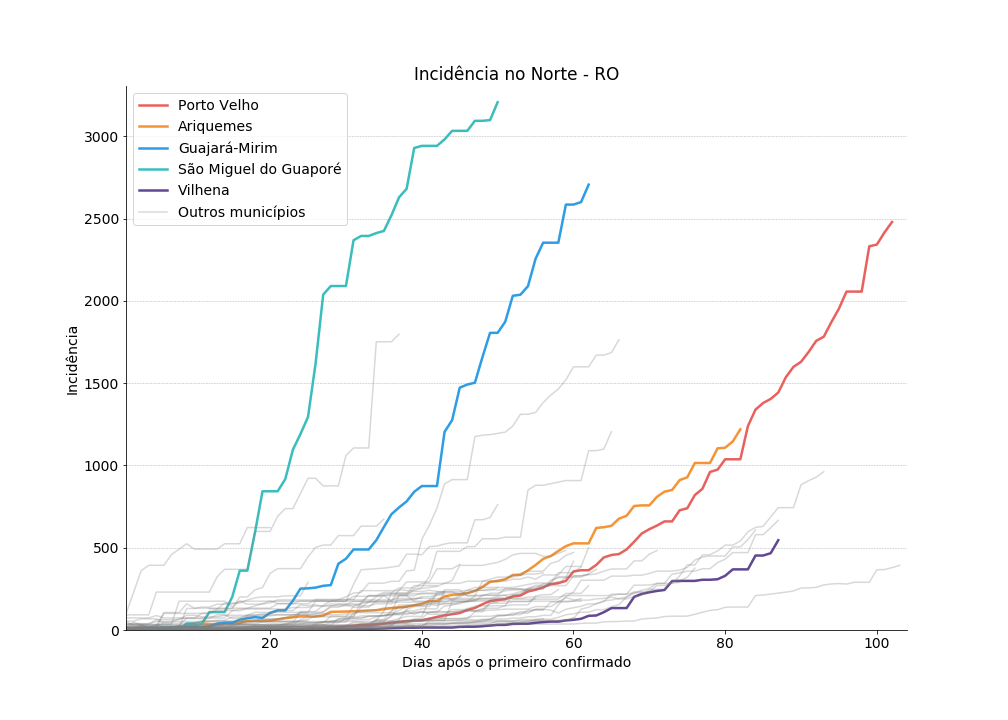 Incidência no Norte - RO
Porto Velho
Ariquemes
Guajará-Mirim
São Miguel do Guaporé
Vilhena
Outros municípios
3000
2500
2000
1500
1000
500
0
Incidência
20 40 60 80 100
Dias após o primeiro confirmado